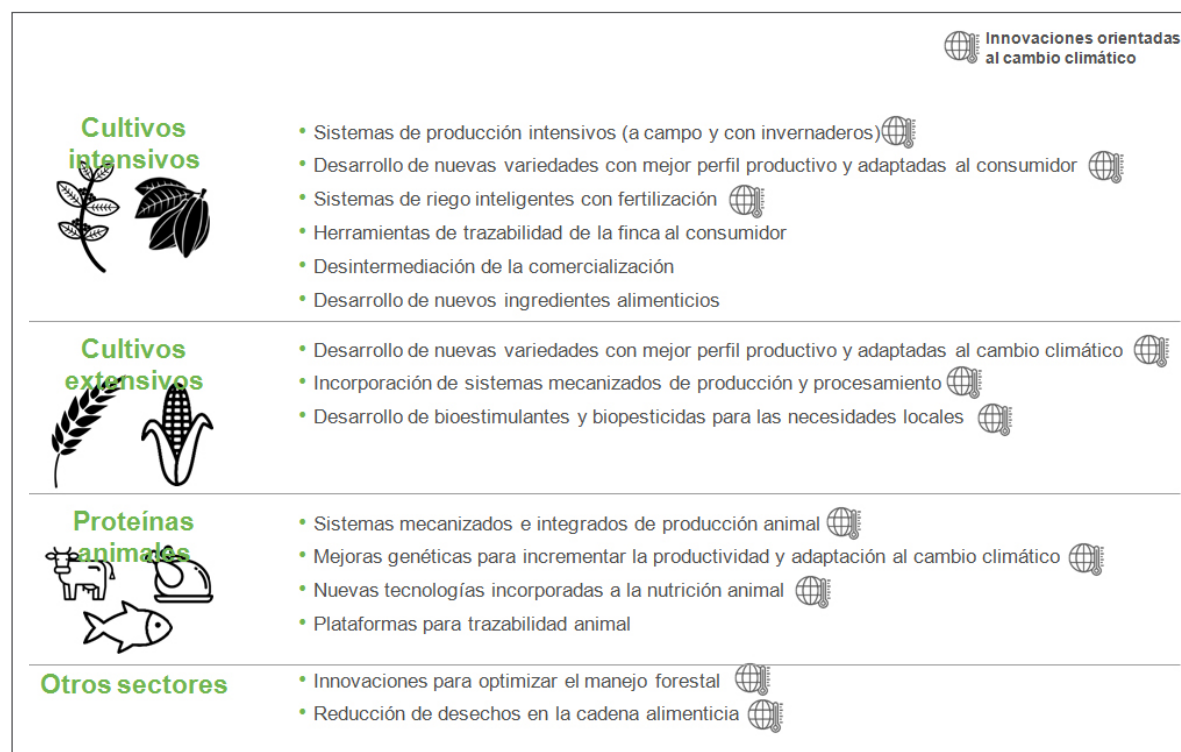 Innovaciones orientadas
al cambio climático
Cultivos
intensivos
• Sistemas de producción intensivos (a campo y con invernaderos)
• Desarrollo de nuevas variedades con mejor perfil productivo y adaptadas al consumidor
• Sistemas de riego inteligentes con fertilización
• Herramientas de trazabilidad de la finca al consumidor
• Desintermediación de la comercialización
• Desarrollo de nuevos ingredientes alimenticios
Cultivos
extensivos
• Desarrollo de nuevas variedades con mejor perfil productivo y adaptadas al cambio climático
• Incorporación de sistemas mecanizados de producción y procesamiento
• Desarrollo de bioestimulantes y biopesticidas para las necesidades locales
Proteínas
animales
• Sistemas mecanizados e integrados de producción animal
• Mejoras genéticas para incrementar la productividad y adaptación al cambio climático
• Nuevas tecnologías incorporadas a la nutrición animal
• Plataformas para trazabilidad animal
Otros sectores
• Innovaciones para optimizar el manejo forestal
• Reducción de desechos en la cadena alimenticia